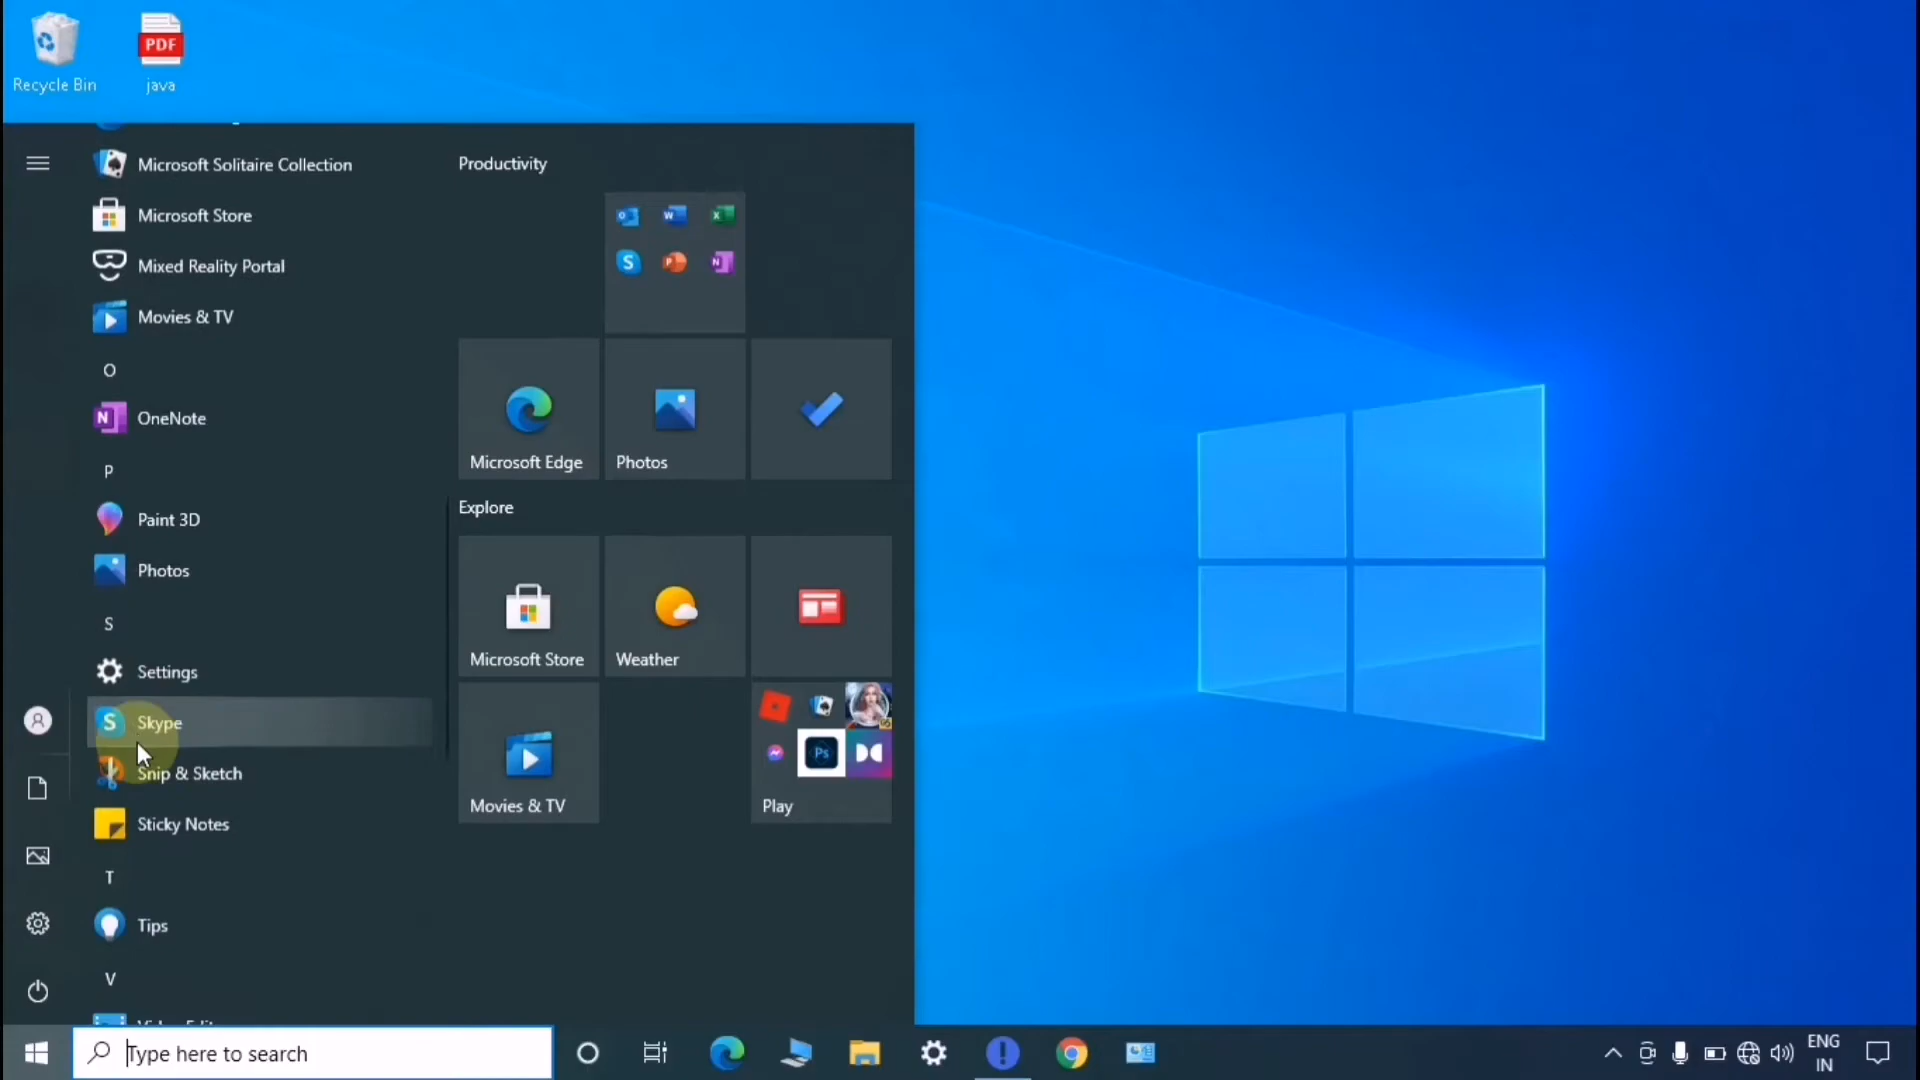 Recycle Bin
PDF
java
Microsoft Solitaire Collection
Microsoft Store
Mixed Reality Portal
Movies & TV
O
OneNote
P
Paint 3D
Photos
S
Settings
Skype
Snip & Sketch
Sticky Notes
T
Tips
V
Productivity
Microsoft Edge
Photos
Explore
Microsoft Store
Weather
Movies & TV
Ps
Play
Type here to search
ENG
IN